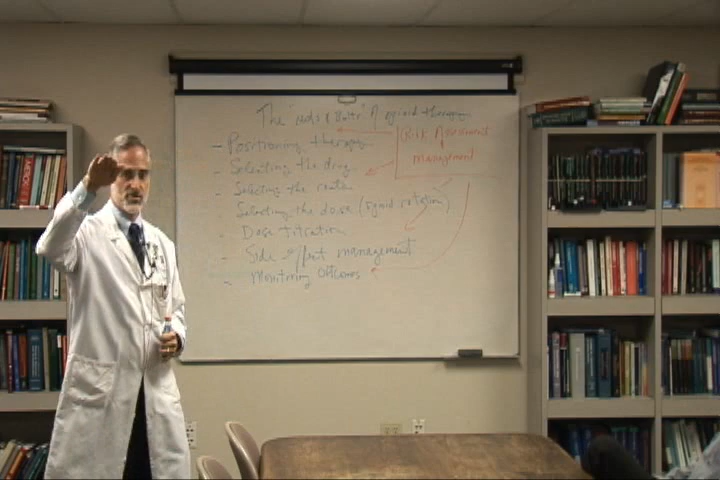 The "Nuts & Bolts" of opioid therapy
- Positioning therapy
- Selecting the drug
- Selecting the route
Selecting the dose (opioid rotation)
- Dose titration
- Side effect management
- Monitoring outcomes
Risk Assessment
management